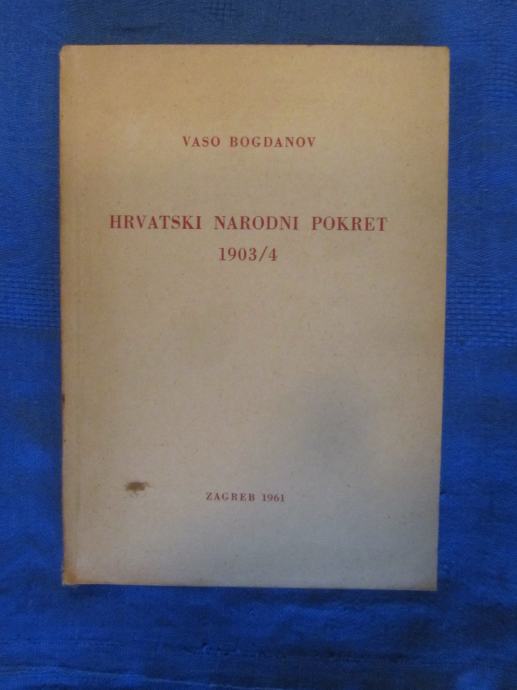 VASO BOGDANOV
HRVATSKI NARODNI POKRET
1903/4
ZAGREB 1961